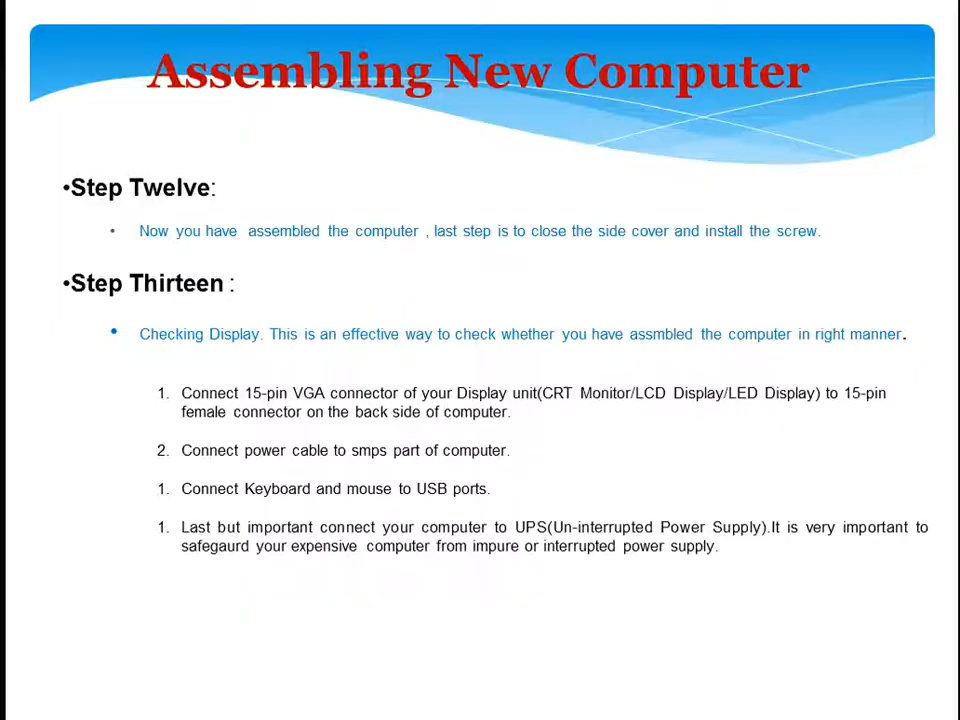 Assembling New Computer
•Step Twelve:
• Now you have assembled the computer , last step is to close the side cover and install the screw.
•Step Thirteen :
• Checking Display. This is an effective way to check whether you have assmbled the computer in right manner.
1. Connect 15-pin VGA connector of your Display unit(CRT Monitor/LCD Display/LED Display) to 15-pin
female connector on the back side of computer.
2. Connect power cable to smps part of computer.
1. Connect Keyboard and mouse to USB ports.
1. Last but important connect your computer to UPS(Un-interrupted Power Supply).It is very important to
safegaurd your expensive computer from impure or interrupted power supply.